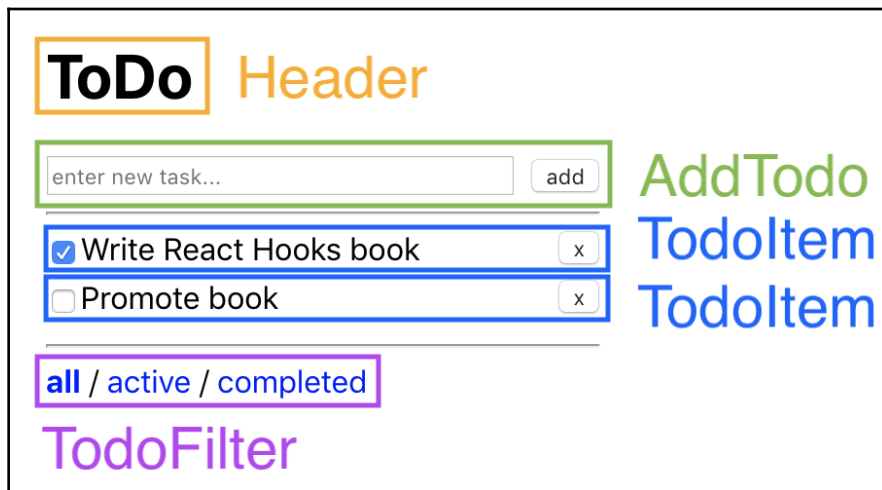 ToDo Header
enter new task... add AddTodo
Write React Hooks book x TodoItem
Promote book x TodoItem
all / active / completed
TodoFilter